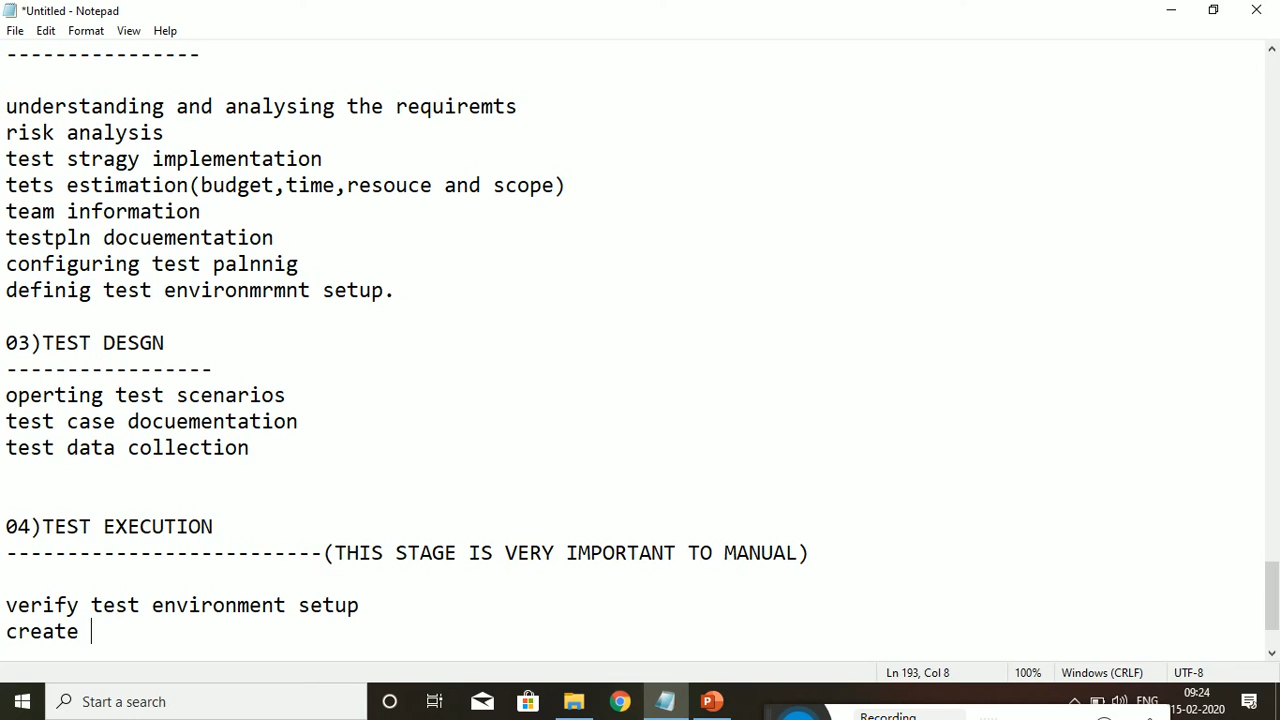 *Untitled - Notepad
File Edit Format View Help
----------------
understanding and analysing the requiremts
risk analysis
test stragy implementation
tets estimation(budget,time,resouce and scope)
team information
testpln docuementation
configuring test palnnig
definig test environmrmnt setup.
03)TEST DESGN
-----------------
operting test scenarios
test case docuementation
test data collection
04)TEST EXECUTION
--------------------------(THIS STAGE IS VERY IMPORTANT TO MANUAL)
verify test environment setup
create
Ln 193, Col 8 100% Windows (CRLF) UTF-8
Start a search ENG 09:24
15-02-2020
Recording